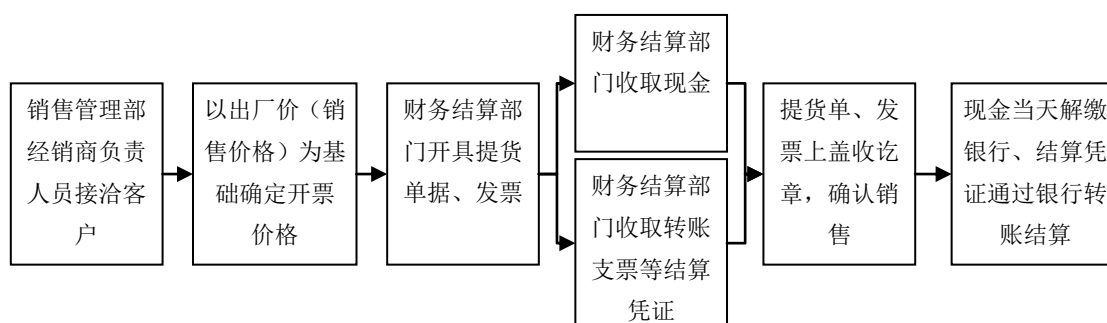 销售管理部
经销商负责
人员接洽客
户
以出厂价（销
售价格）为基
础确定开票
价格
财务结算部
门开具提货
单据、发票
财务结算部
门收取现金
财务结算部
门收取转账
支票等结算
凭证
提货单、发
票上盖收讫
章，确认销
售
现金当天解缴
银行、结算凭
证通过银行转
账结算